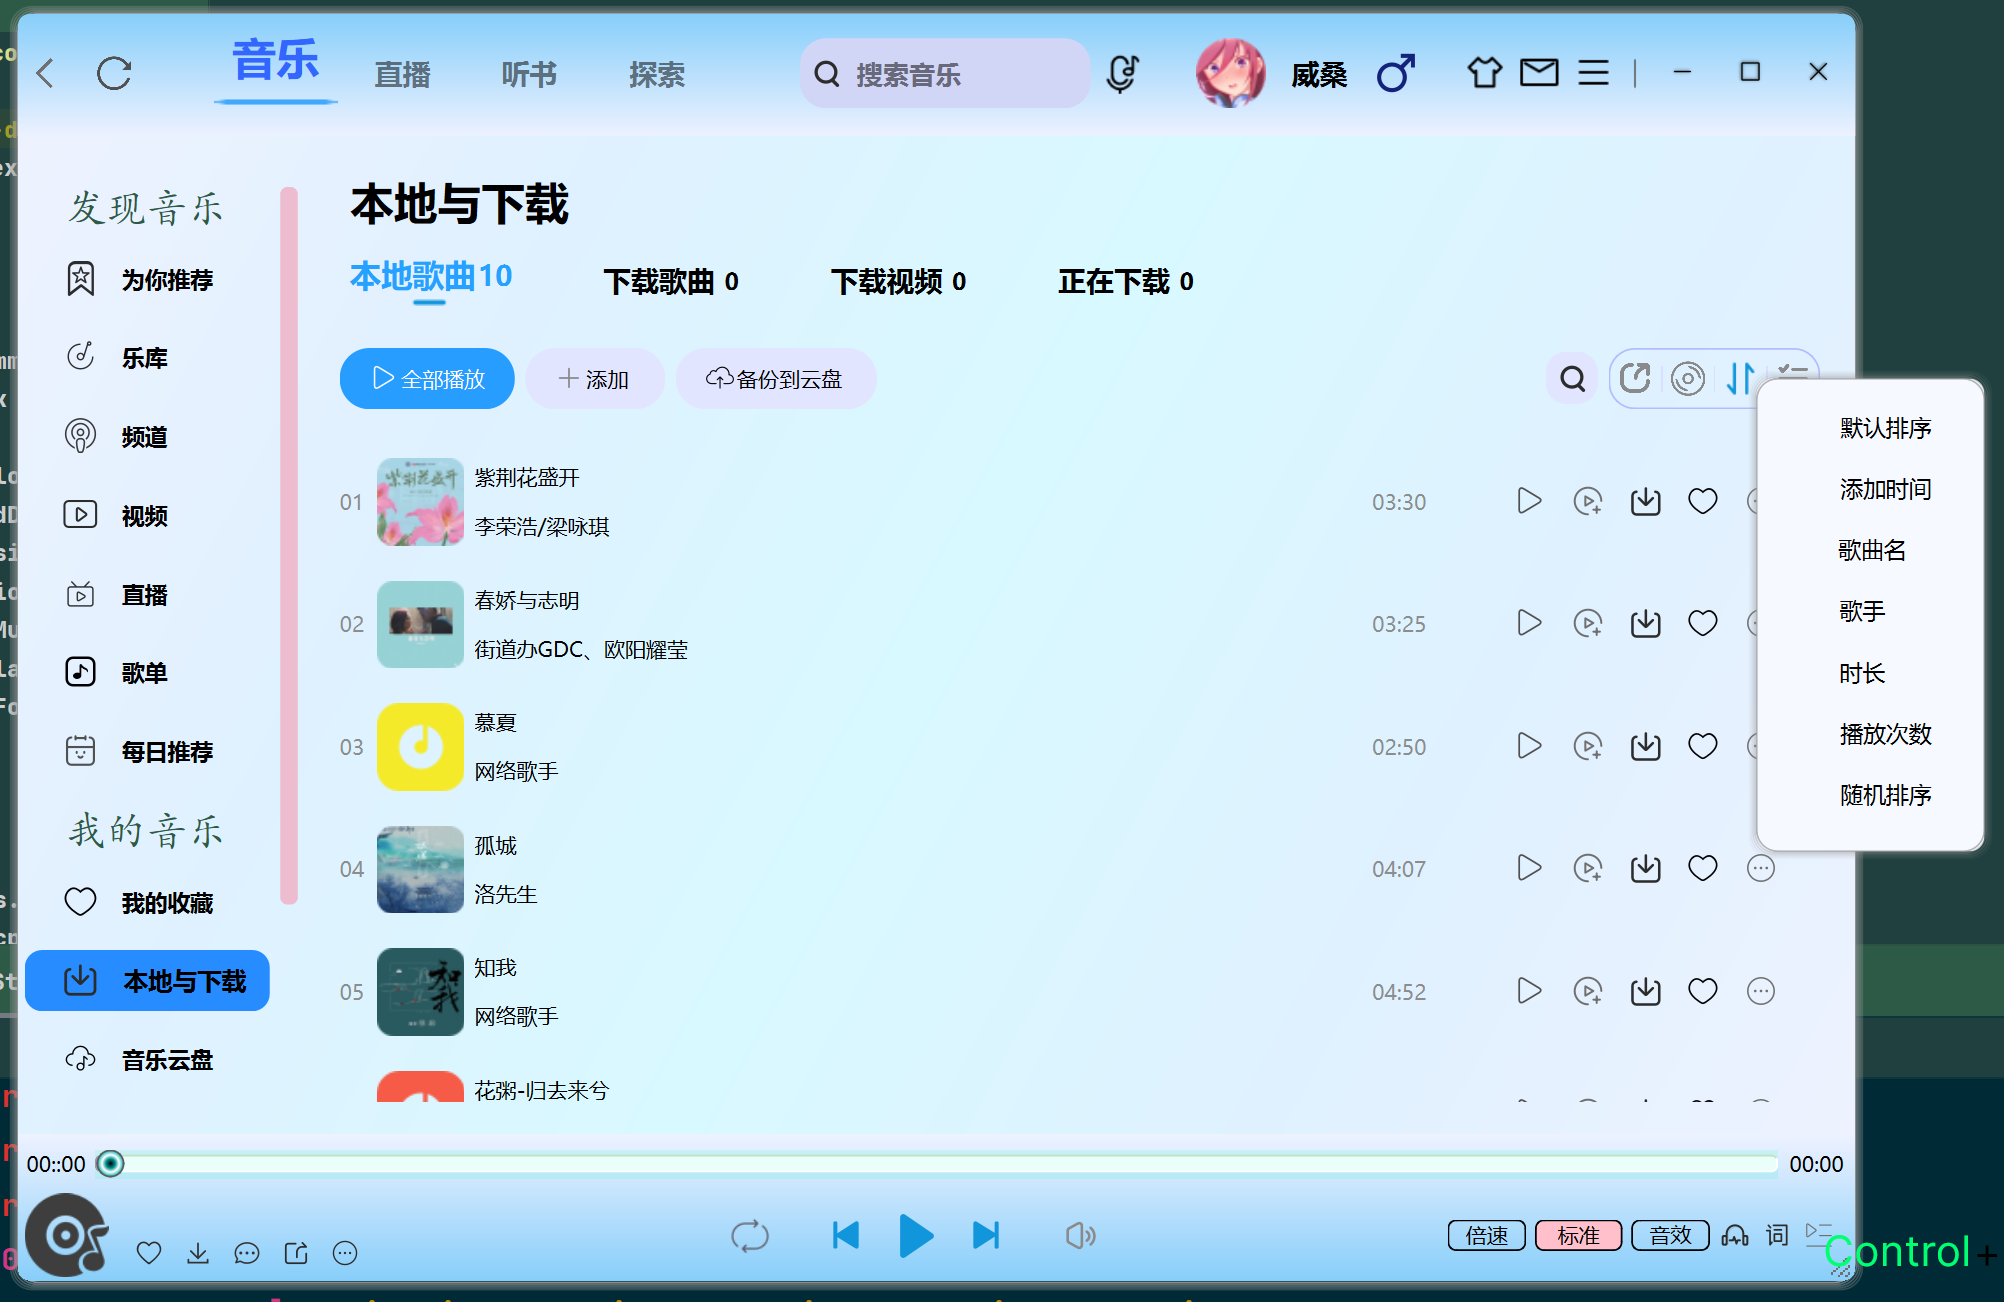 音乐
直播
听书
探索
搜索音乐
威桑
发现音乐
为你推荐
乐库
频道
视频
直播
歌单
每日推荐
我的音乐
我的收藏
本地与下载
音乐云盘
本地与下载
本地歌曲10
下载歌曲 0
下载视频 0
正在下载 0
全部播放
添加
备份到云盘
01
紫荆花盛开
紫荆花盛开
李荣浩/梁咏琪
03:30
02
春娇与志明
街道办GDC、欧阳耀莹
03:25
03
慕夏
网络歌手
02:50
04
孤城
洛先生
04:07
05
知我
知我
网络歌手
04:52
花粥-归去来兮
默认排序
添加时间
歌曲名
歌手
时长
播放次数
随机排序
00::00
00:00
倍速
标准
音效
词
Control+